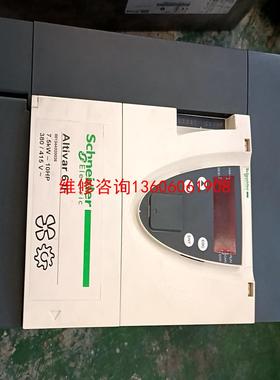 Schneider
Electric
Altivar 6
7.5kW - 10HP
380 / 415 V ~
维修咨询13606061908